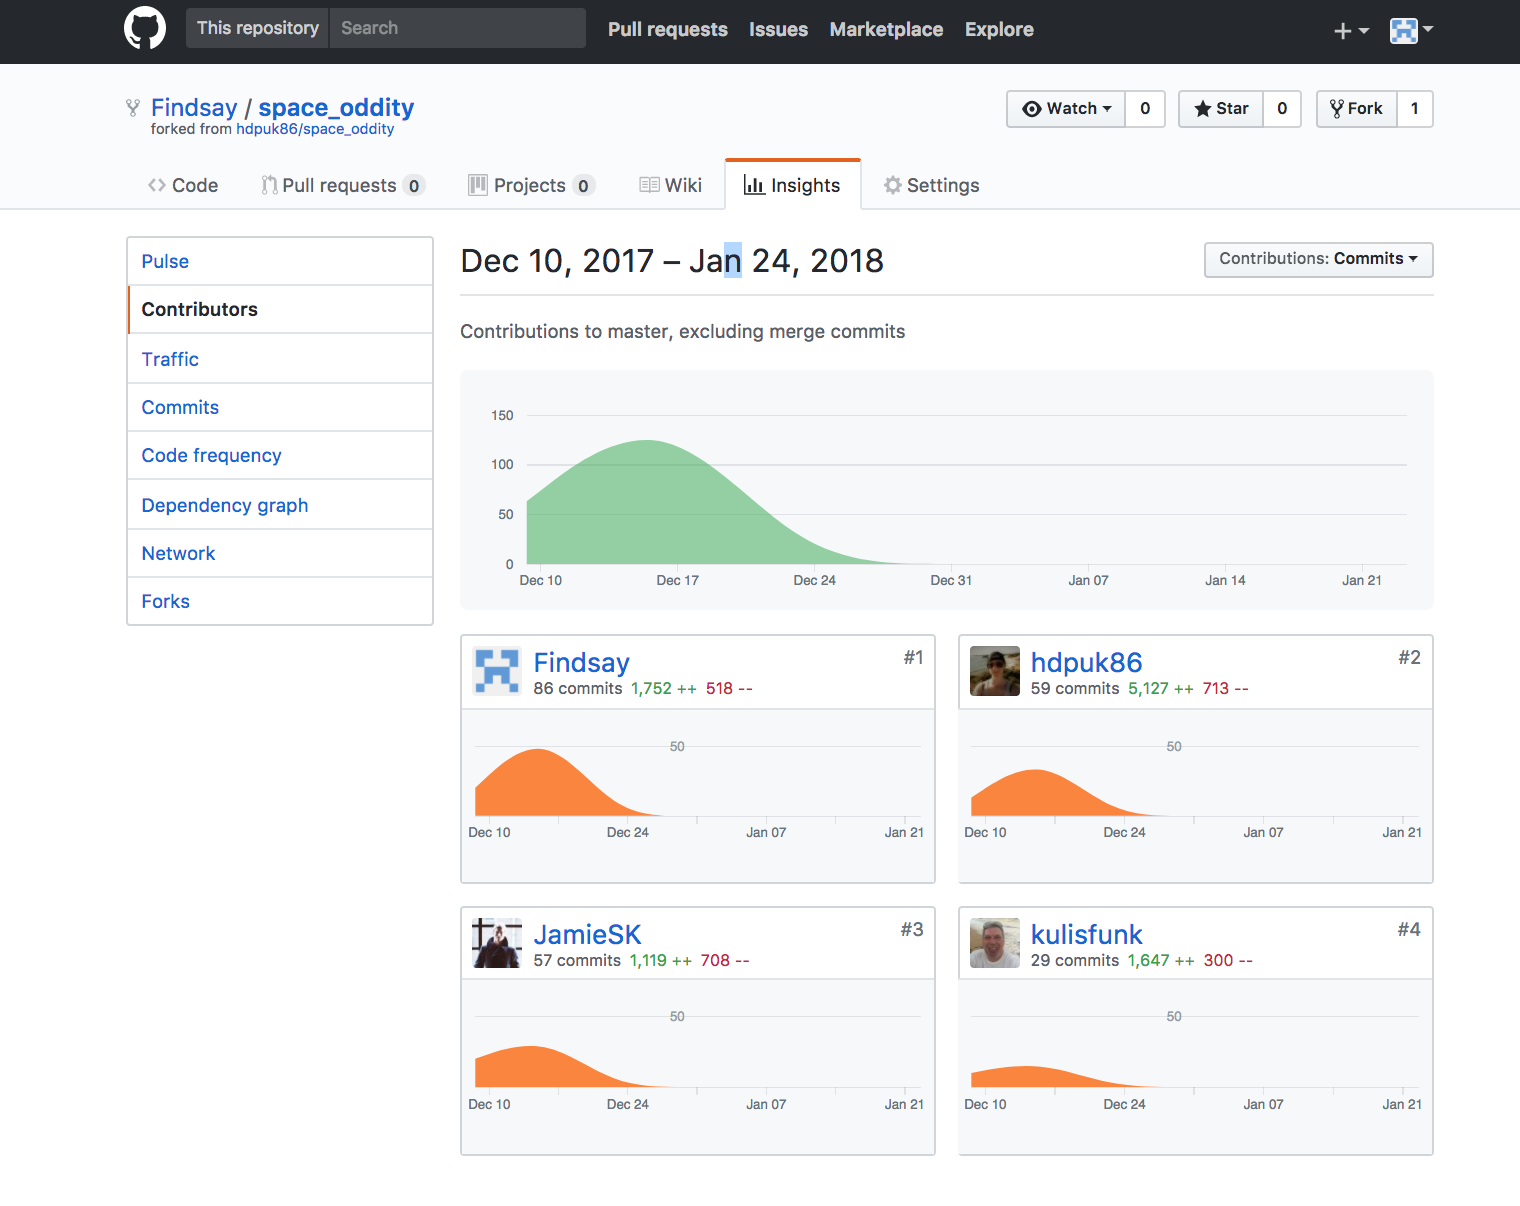 This repository Search Pull requests Issues Marketplace Explore
Findsay / space_oddity
forked from hdpuk86/space_oddity
Watch 0 Star 0 Fork 1
Code Pull requests 0 Projects 0 Wiki Insights Settings
Pulse
Contributors
Traffic
Commits
Code frequency
Dependency graph
Network
Forks
Dec 10, 2017 – Jan 24, 2018
Contributions: Commits
Contributions to master, excluding merge commits
150
100
50
0
Dec 10 Dec 17 Dec 24 Dec 31 Jan 07 Jan 14 Jan 21
Findsay #1
86 commits 1,752 ++ 518 --
50
Dec 10 Dec 24 Jan 07 Jan 21
hdpuk86 #2
59 commits 5,127 ++ 713 --
50
Dec 10 Dec 24 Jan 07 Jan 21
JamieSK #3
57 commits 1,119 ++ 708 --
50
Dec 10 Dec 24 Jan 07 Jan 21
kulisfunk #4
29 commits 1,647 ++ 300 --
50
Dec 10 Dec 24 Jan 07 Jan 21